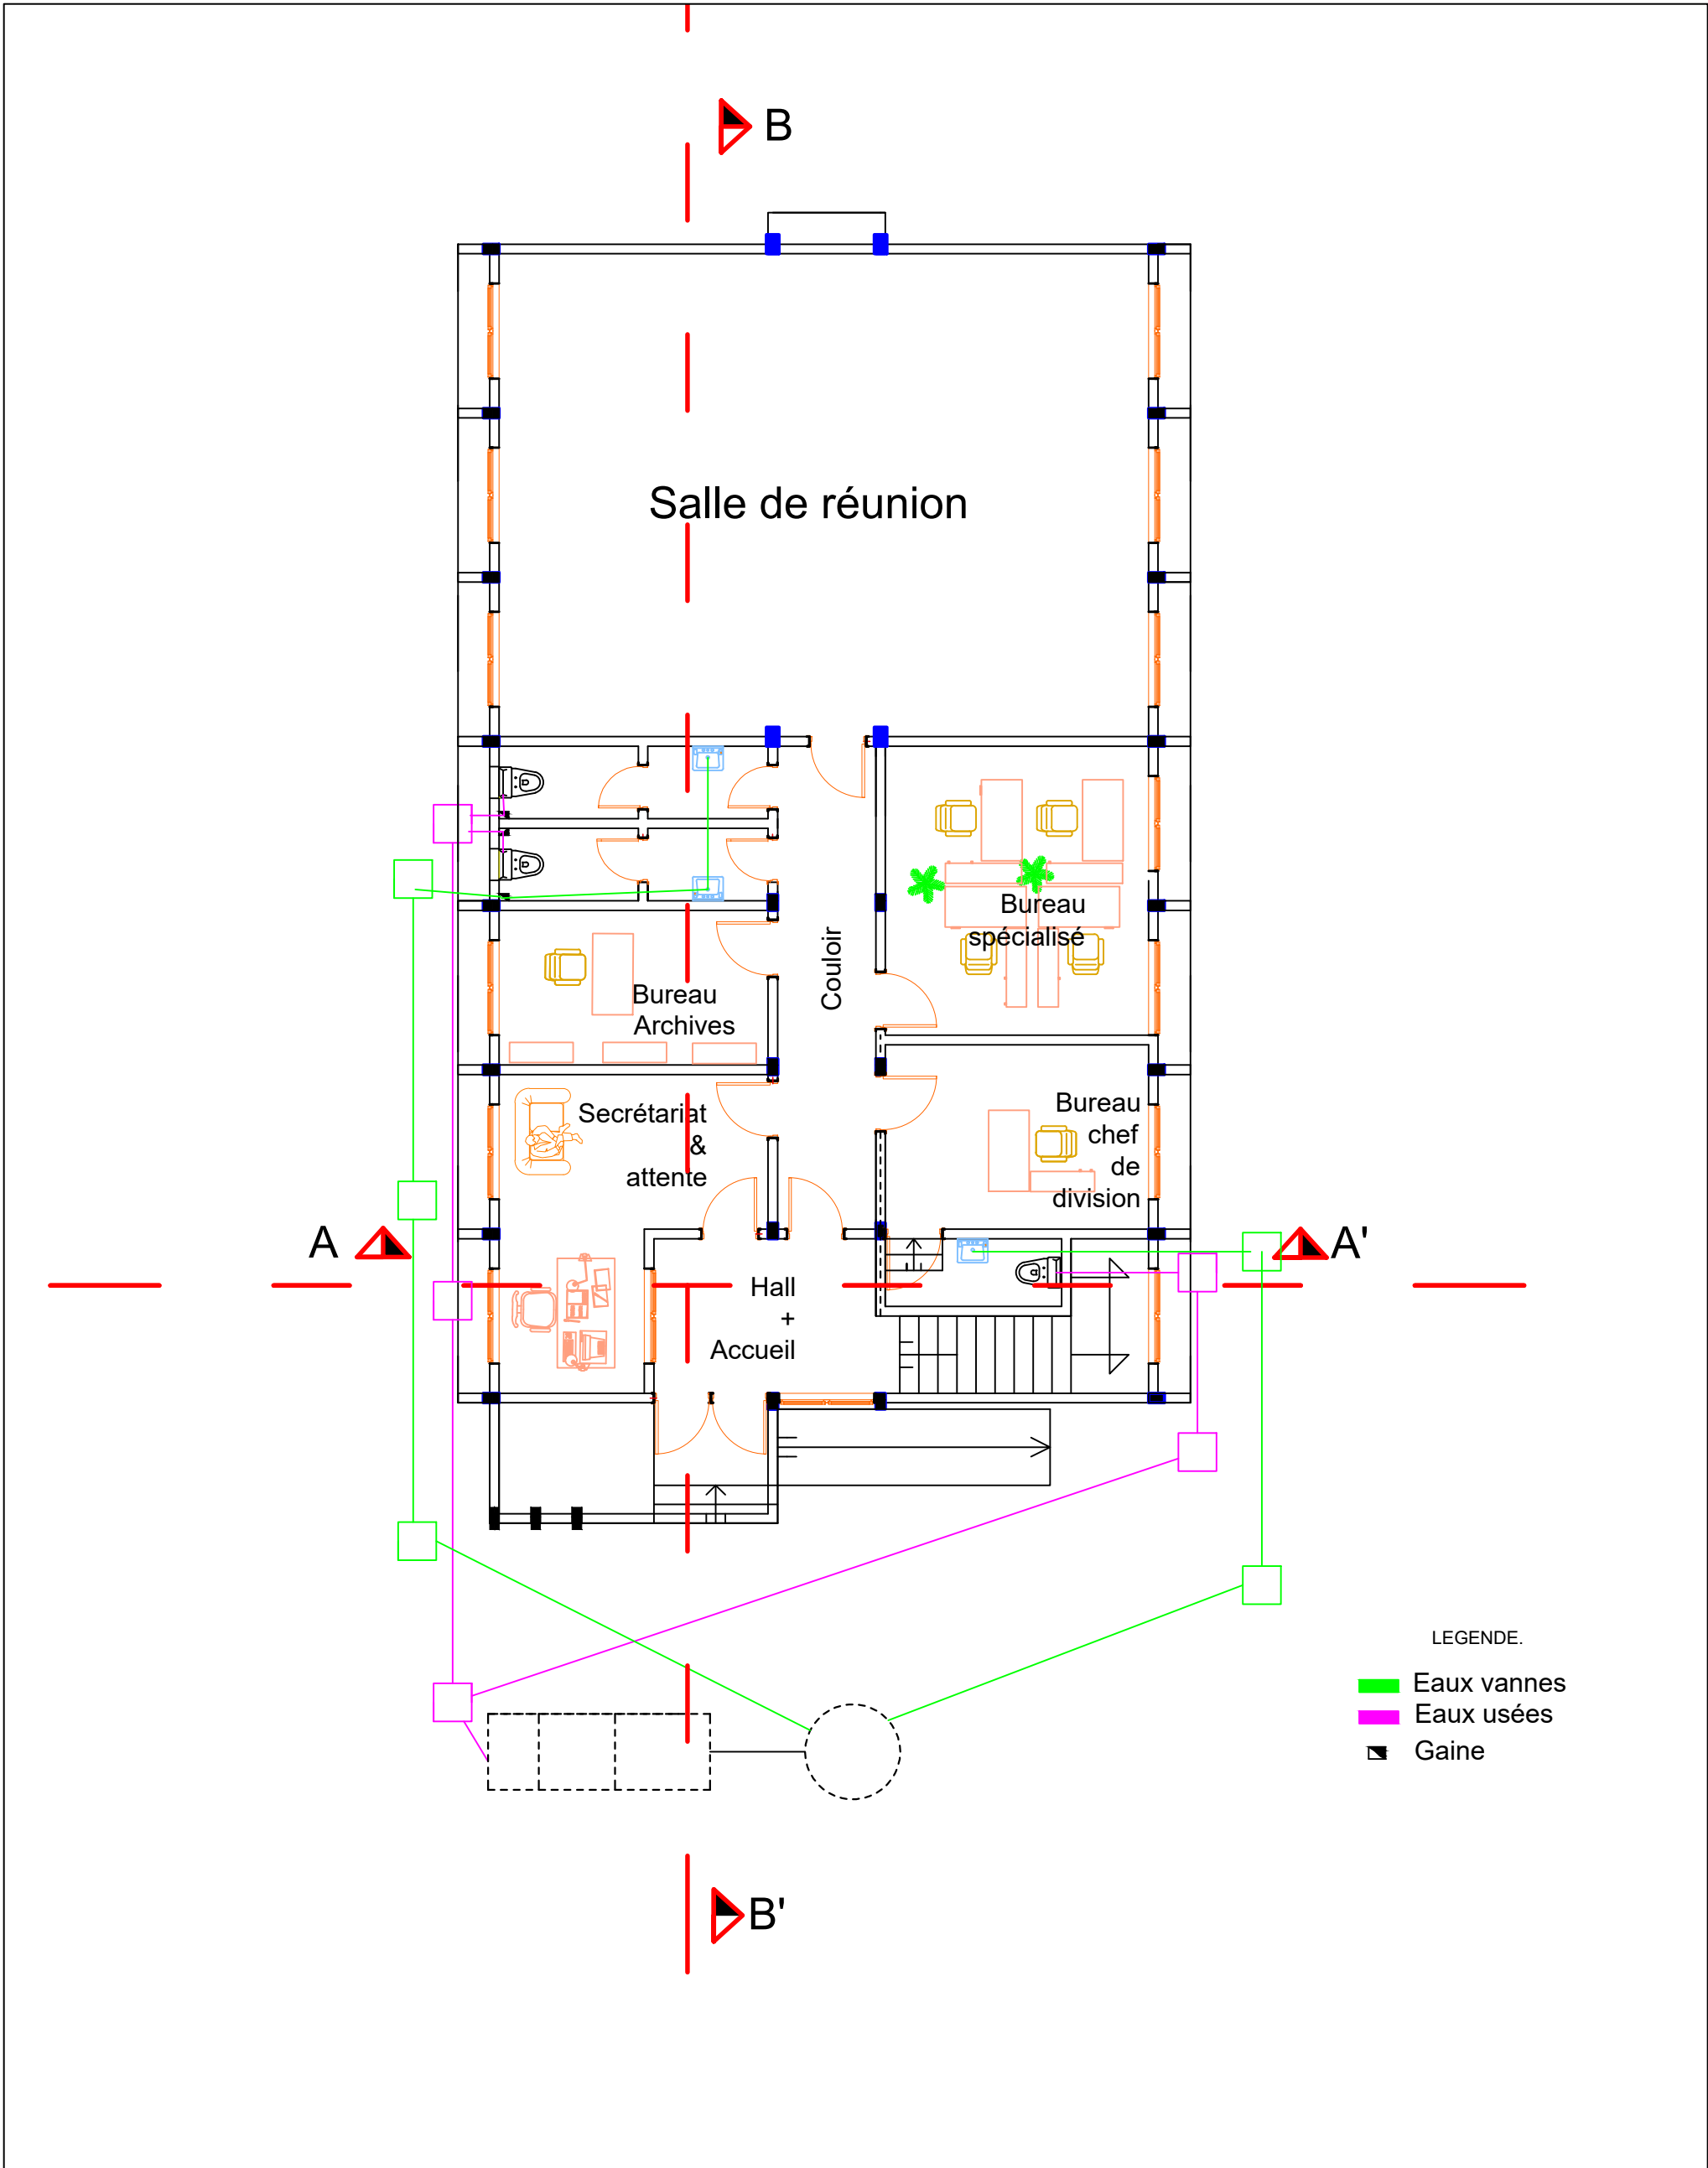 B
Salle de réunion
Couloir
Bureau
spécialisé
Bureau
Archives
Secrétariat
&
attente
Bureau
chef
de
division
A
A'
Hall
+
Accueil
LEGENDE.
Eaux vannes
Eaux usées
Gaine
B'